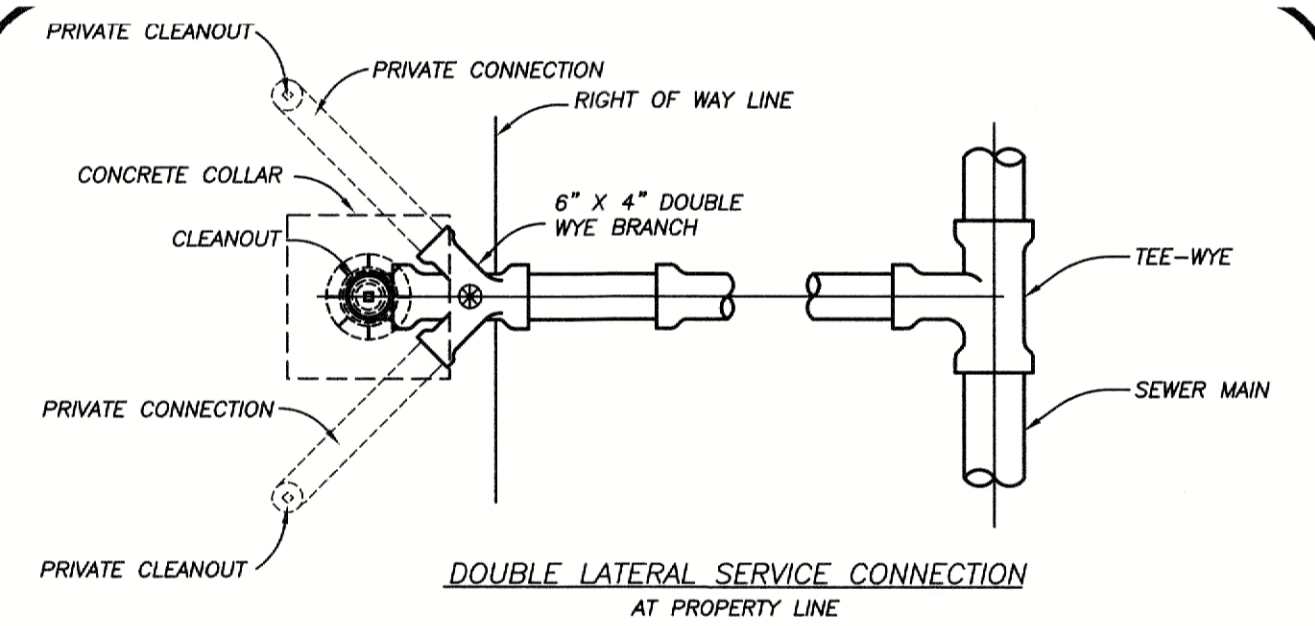 PRIVATE CLEANOUT
PRIVATE CONNECTION
RIGHT OF WAY LINE
CONCRETE COLLAR
6" X 4" DOUBLE
WYE BRANCH
CLEANOUT
TEE-WYE
SEWER MAIN
PRIVATE CONNECTION
PRIVATE CLEANOUT
DOUBLE LATERAL SERVICE CONNECTION
AT PROPERTY LINE